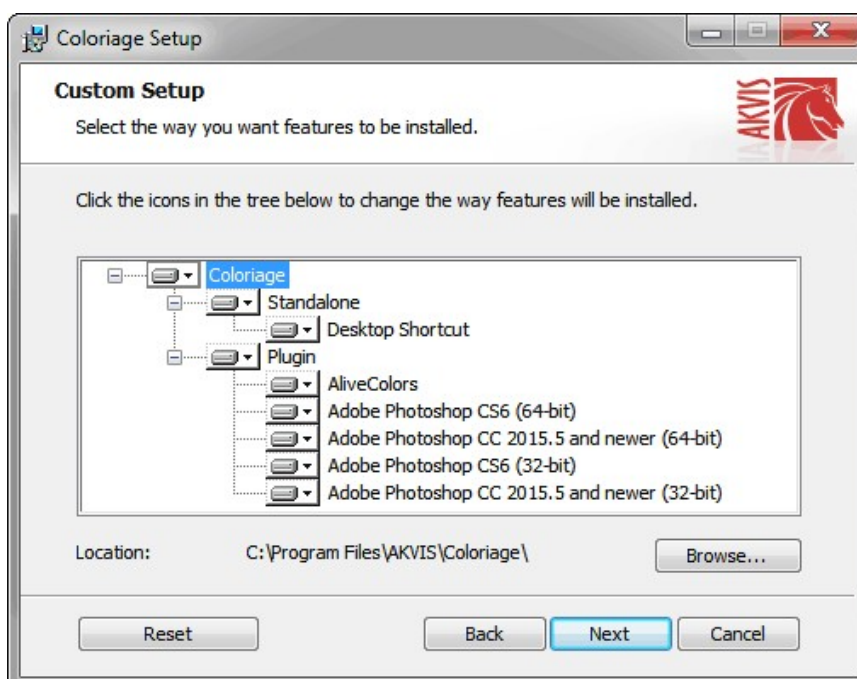 Coloriage Setup
Custom Setup
Select the way you want features to be installed.
AKVIS
Click the icons in the tree below to change the way features will be installed.
Coloriage
Standalone
Desktop Shortcut
Plugin
AliveColors
Adobe Photoshop CS6 (64-bit)
Adobe Photoshop CC 2015.5 and newer (64-bit)
Adobe Photoshop CS6 (32-bit)
Adobe Photoshop CC 2015.5 and newer (32-bit)
Location: C:\Program Files\AKVIS\Coloriage\ Browse...
Reset Back Next Cancel